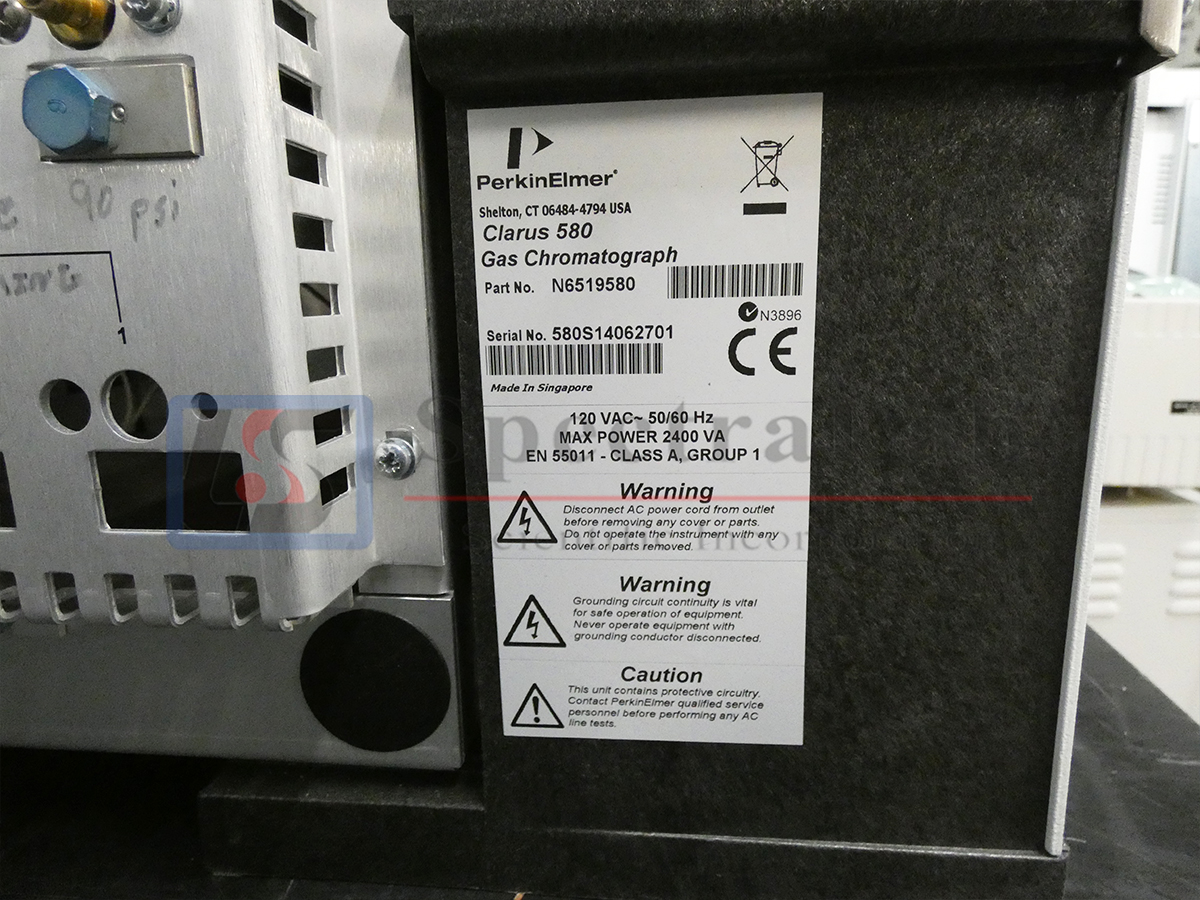 90 psi
1
PerkinElmer
Shelton, CT 06484-4794 USA
Clarus 580
Gas Chromatograph
Part No. N6519580
N3896
Serial No. 580S14062701
CE
Made In Singapore
120 VAC~ 50/60 Hz
MAX POWER 2400 VA
EN 55011 - CLASS A, GROUP 1
Warning
Disconnect AC power cord from outlet
before removing any cover or parts.
Do not operate the instrument with any
cover or parts removed.
Warning
Grounding circuit continuity is vital
for safe operation of equipment.
Never operate equipment with
grounding conductor disconnected.
Caution
This unit contains protective circuitry.
Contact PerkinElmer qualified service
personnel before performing any AC
line tests.